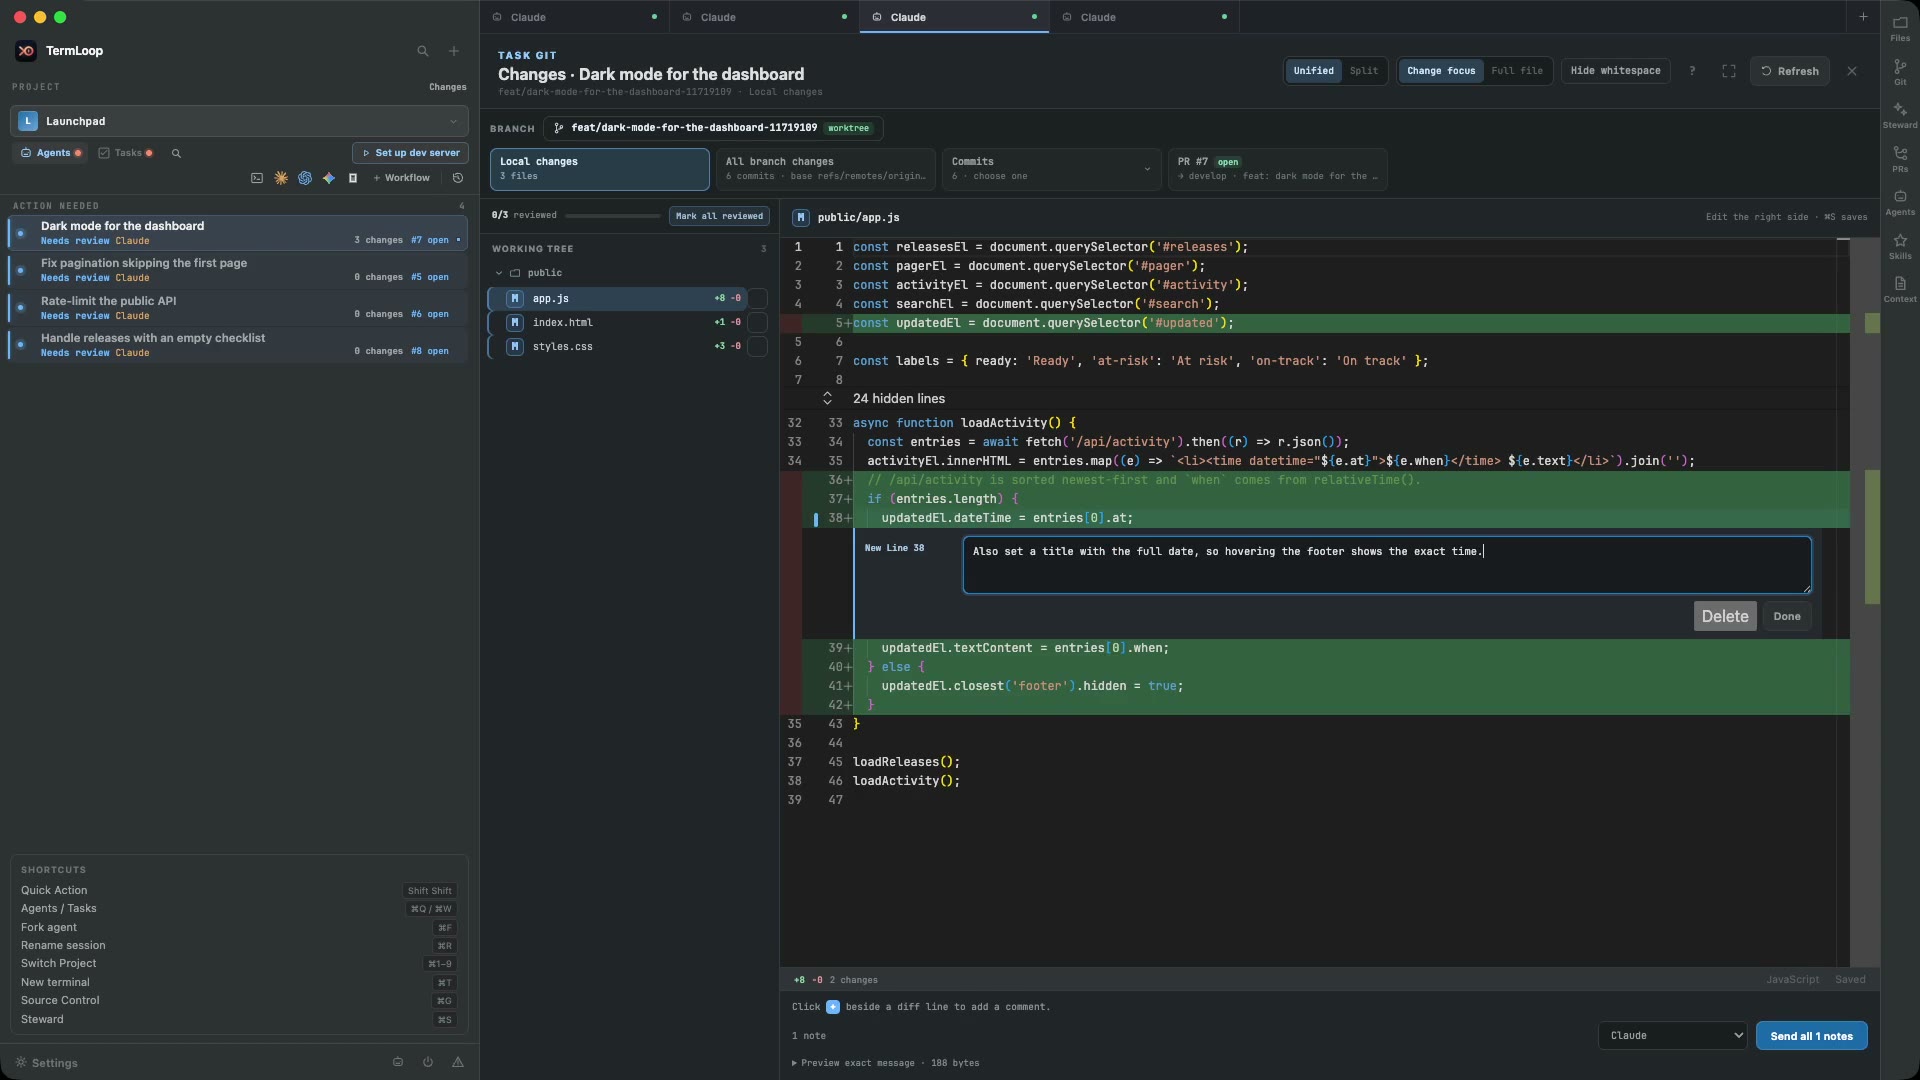 TermLoop
PROJECT
Changes
L Launchpad
Agents
Tasks
Set up dev server
+ Workflow
ACTION NEEDED 4
Dark mode for the dashboard
Needs review Claude 3 changes #7 open
Fix pagination skipping the first page
Needs review Claude 0 changes #5 open
Rate-limit the public API
Needs review Claude 0 changes #6 open
Handle releases with an empty checklist
Needs review Claude 0 changes #8 open
SHORTCUTS
Quick Action Shift Shift
Agents / Tasks ⌘Q / ⌘W
Fork agent ⌘F
Rename session ⌘R
Switch Project ⌘1–9
New terminal ⌘T
Source Control ⌘G
Steward ⌘S
Settings
Claude
Claude
Claude
Claude
TASK GIT
Changes · Dark mode for the dashboard
feat/dark-mode-for-the-dashboard-11719109 · Local changes
Unified Split
Change focus Full file
Hide whitespace
?
Refresh
BRANCH feat/dark-mode-for-the-dashboard-11719109 worktree
Local changes
3 files
All branch changes
6 commits · base refs/remotes/origin…
Commits
6 · choose one
PR #7 open
→ develop · feat: dark mode for the …
0/3 reviewed
Mark all reviewed
WORKING TREE 3
public
M app.js +8 -0
M index.html +1 -0
M styles.css +3 -0
M public/app.js
Edit the right side · ⌘S saves
1 1 const releasesEl = document.querySelector('#releases');
2 2 const pagerEl = document.querySelector('#pager');
3 3 const activityEl = document.querySelector('#activity');
4 4 const searchEl = document.querySelector('#search');
5+ const updatedEl = document.querySelector('#updated');
5 6
6 7 const labels = { ready: 'Ready', 'at-risk': 'At risk', 'on-track': 'On track' };
7 8
24 hidden lines
32 33 async function loadActivity() {
33 34 const entries = await fetch('/api/activity').then((r) => r.json());
34 35 activityEl.innerHTML = entries.map((e) => `<li><time datetime="${e.at}">${e.when}</time> ${e.text}</li>`).join('');
36+ // /api/activity is sorted newest-first and `when` comes from relativeTime().
37+ if (entries.length) {
38+ updatedEl.dateTime = entries[0].at;
New Line 38
Also set a title with the full date, so hovering the footer shows the exact time.
Delete
Done
39+ updatedEl.textContent = entries[0].when;
40+ } else {
41+ updatedEl.closest('footer').hidden = true;
42+ }
35 43 }
36 44
37 45 loadReleases();
38 46 loadActivity();
39 47
+8 -0 2 changes
JavaScript Saved
Click + beside a diff line to add a comment.
1 note
Claude
Send all 1 notes
▸ Preview exact message · 188 bytes
Files
Git
Steward
PRs
Agents
Skills
Context